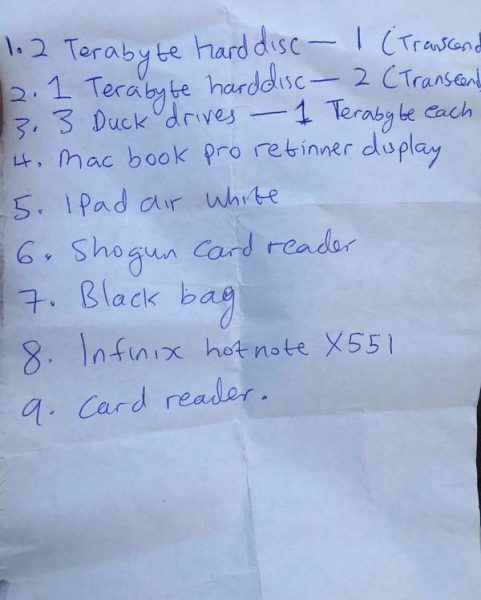 1. 2 Terabyte harddisc — 1 (Transcend
2. 1 Terabyte harddisc — 2 (Transcend
3. 3 Duck drives — 1 Terabyte each
4. Mac book pro retinner display
5. IPad air white
6. Shogun card reader
7. Black bag
8. Infinix hotnote X551
9. Card reader.